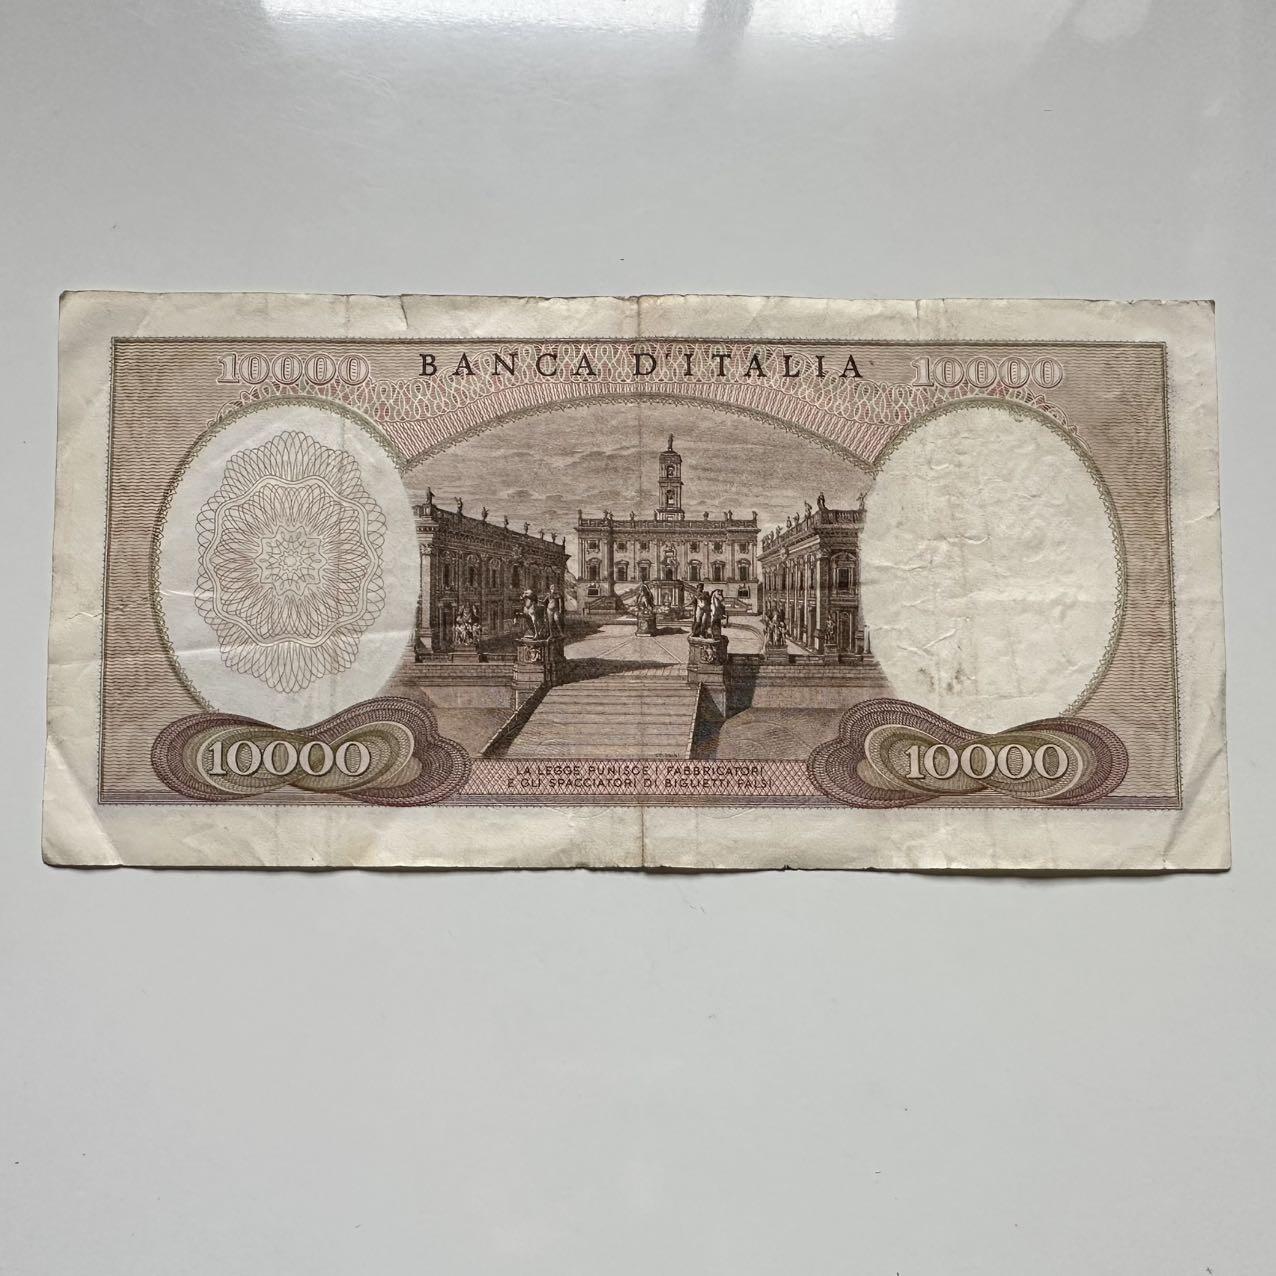 10000 BANCA D'ITALIA 10000
10000
LA LEGGE PUNISCE I FABBRICATORI
E GLI SPACCIATORI DI BIGLIETTI FALSI
10000